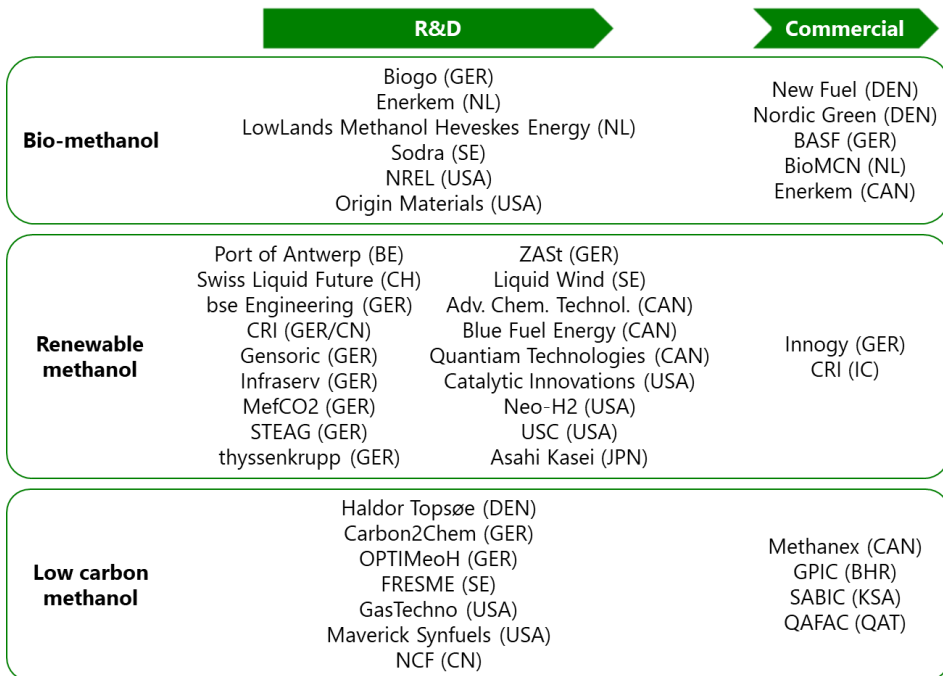 R&D
Commercial
Bio-methanol
Biogo (GER)
Enerkem (NL)
LowLands Methanol Heveskes Energy (NL)
Sodra (SE)
NREL (USA)
Origin Materials (USA)
New Fuel (DEN)
Nordic Green (DEN)
BASF (GER)
BioMCN (NL)
Enerkem (CAN)
Renewable
methanol
Port of Antwerp (BE)
Swiss Liquid Future (CH)
bse Engineering (GER)
CRI (GER/CN)
Gensoric (GER)
Infraserv (GER)
MefCO2 (GER)
STEAG (GER)
thyssenkrupp (GER)
ZASt (GER)
Liquid Wind (SE)
Adv. Chem. Technol. (CAN)
Blue Fuel Energy (CAN)
Quantiam Technologies (CAN)
Catalytic Innovations (USA)
Neo-H2 (USA)
USC (USA)
Asahi Kasei (JPN)
Innogy (GER)
CRI (IC)
Low carbon
methanol
Haldor Topsøe (DEN)
Carbon2Chem (GER)
OPTIMeoH (GER)
FRESME (SE)
GasTechno (USA)
Maverick Synfuels (USA)
NCF (CN)
Methanex (CAN)
GPIC (BHR)
SABIC (KSA)
QAFAC (QAT)